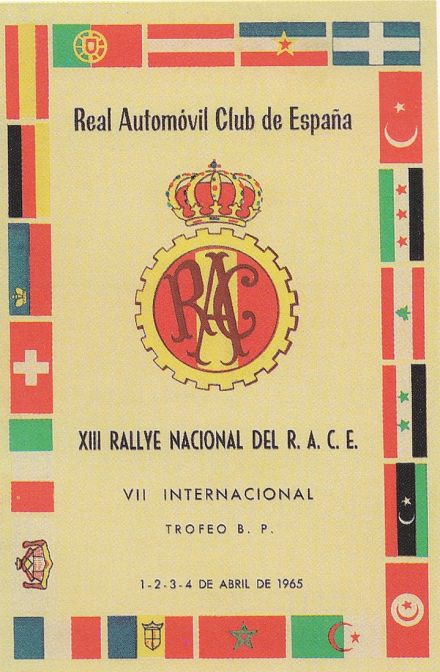 Real Automóvil Club de España
RAC
XIII RALLYE NACIONAL DEL R. A. C. E.
VII INTERNACIONAL
TROFEO B. P.
1-2-3-4 DE ABRIL DE 1965